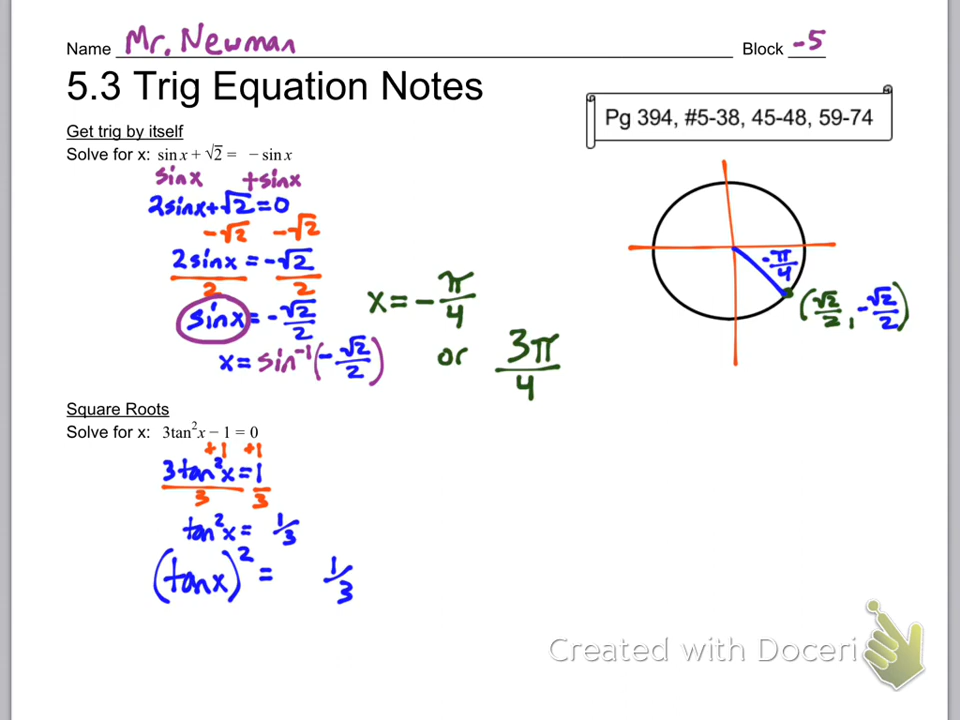 Name Mr. Newman Block -5
5.3 Trig Equation Notes
Pg 394, #5-38, 45-48, 59-74
Get trig by itself
Solve for x: sin x + √2 = − sin x
sinx +sinx
2sinx+√2=0
-√2 -√2
2sinx = -√2
2 2
sinx = -√2/2
x = sin⁻¹(-√2/2)
x = -π/4
or 3π/4
-π/4
(√2/2, -√2/2)
Square Roots
Solve for x: 3tan²x − 1 = 0
+1 +1
3tan²x = 1
3 3
tan²x = 1/3
(tanx)² = 1/3
Created with Doceri